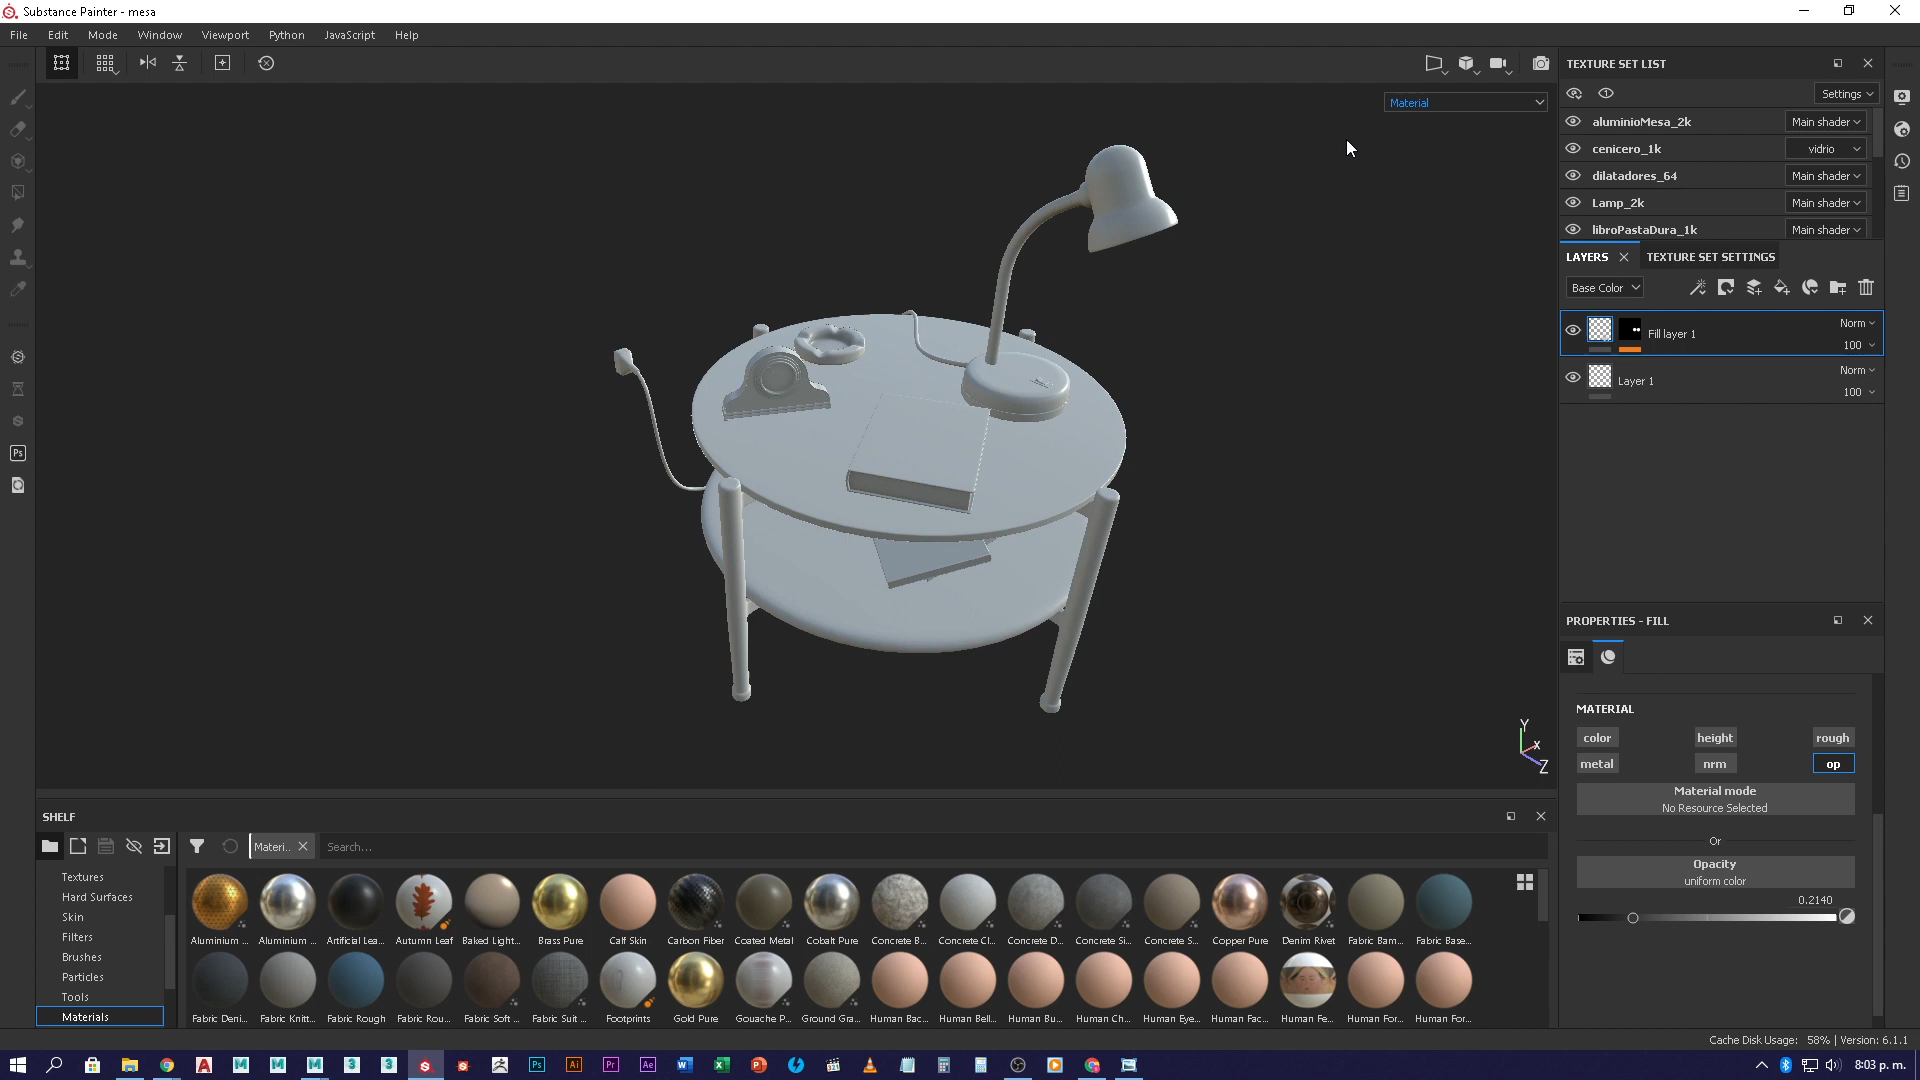 Substance Painter - mesa
File Edit Mode Window Viewport Python JavaScript Help
Material
TEXTURE SET LIST
Settings
aluminioMesa_2k Main shader
cenicero_1k vidrio
dilatadores_64 Main shader
Lamp_2k Main shader
libroPastaDura_1k Main shader
LAYERS TEXTURE SET SETTINGS
Base Color
Fill layer 1 Norm 100
Layer 1 Norm 100
PROPERTIES - FILL
MATERIAL
color height rough
metal nrm op
Material mode
No Resource Selected
Or
Opacity
uniform color
0.2140
Y
X
Z
SHELF
Materi.. Search...
Textures
Hard Surfaces
Skin
Filters
Brushes
Particles
Tools
Materials
Aluminium ... Aluminium ... Artificial Lea... Autumn Leaf Baked Light... Brass Pure Calf Skin Carbon Fiber Coated Metal Cobalt Pure Concrete B... Concrete Cl... Concrete D... Concrete Si... Concrete S... Copper Pure Denim Rivet Fabric Bam... Fabric Base...
Fabric Deni... Fabric Knitt... Fabric Rough Fabric Rou... Fabric Soft ... Fabric Suit ... Footprints Gold Pure Gouache P... Ground Gra... Human Bac... Human Bell... Human Bu... Human Ch... Human Eye... Human Fac... Human Fe... Human For... Human For...
Cache Disk Usage: 58% | Version: 6.1.1
8:03 p. m.